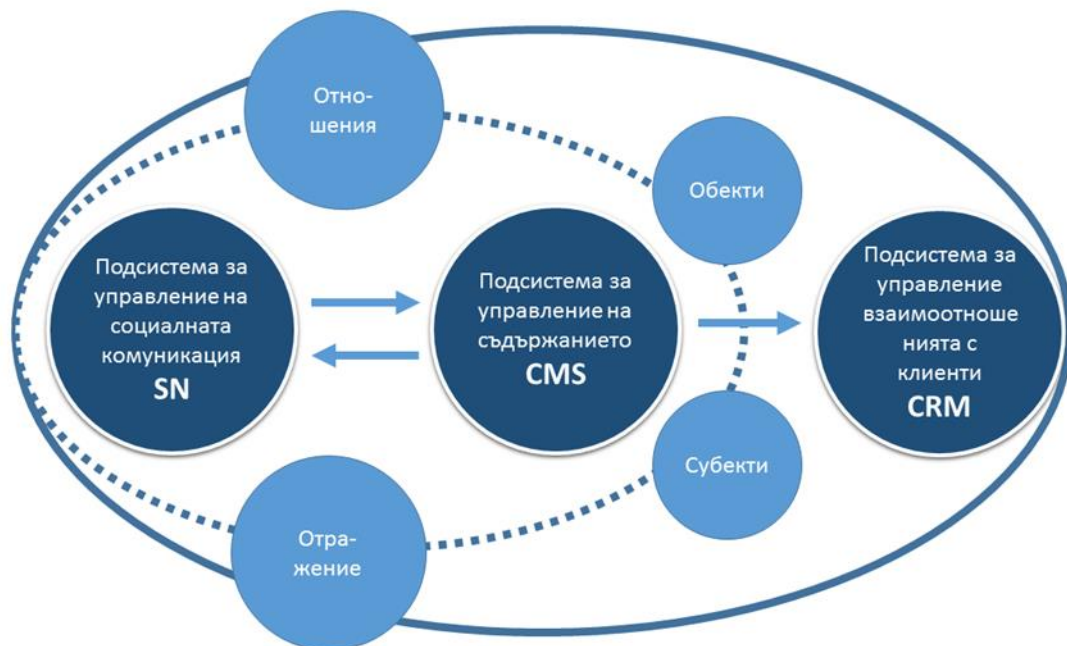 Отно-
шения
Обекти
Подсистема за
управление на
социалната
комуникация
SN
Подсистема за
управление на
съдържанието
CMS
Подсистема за
управление
взаимоотноше
нията с
клиенти
CRM
Субекти
Отра-
жение